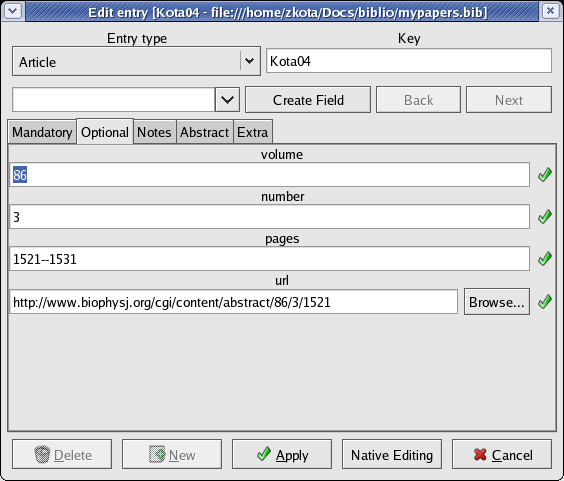 Edit entry [Kota04 - file:///home/zkota/Docs/biblio/mypapers.bib]
Entry type Key
Article Kota04
Create Field Back Next
Mandatory Optional Notes Abstract Extra
volume
86
number
3
pages
1521--1531
url
http://www.biophysj.org/cgi/content/abstract/86/3/1521 Browse...
Delete New Apply Native Editing Cancel